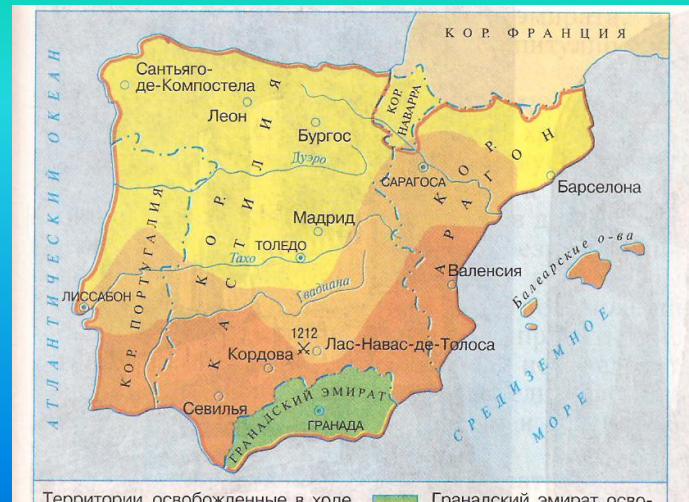 КОР. ФРАНЦИЯ
АТЛАНТИЧЕСКИЙ ОКЕАН
Сантьяго-
де-Компостела
Леон
Бургос
КОР. НАВАРРА
Дуэро
САРАГОСА
КОР. АРАГОН
Барселона
КОР. КАСТИЛИЯ
Мадрид
ТОЛЕДО
Тахо
Гвадиана
КОР. ПОРТУГАЛИЯ
ЛИССАБОН
Валенсия
Балеарские о-ва
1212
Лас-Навас-де-Толоса
Кордова
Севилья
ГРАНАДСКИЙ ЭМИРАТ
ГРАНАДА
СРЕДИЗЕМНОЕ
МОРЕ
Территории, освобожденные в ходе
Гранадский эмират, осво-